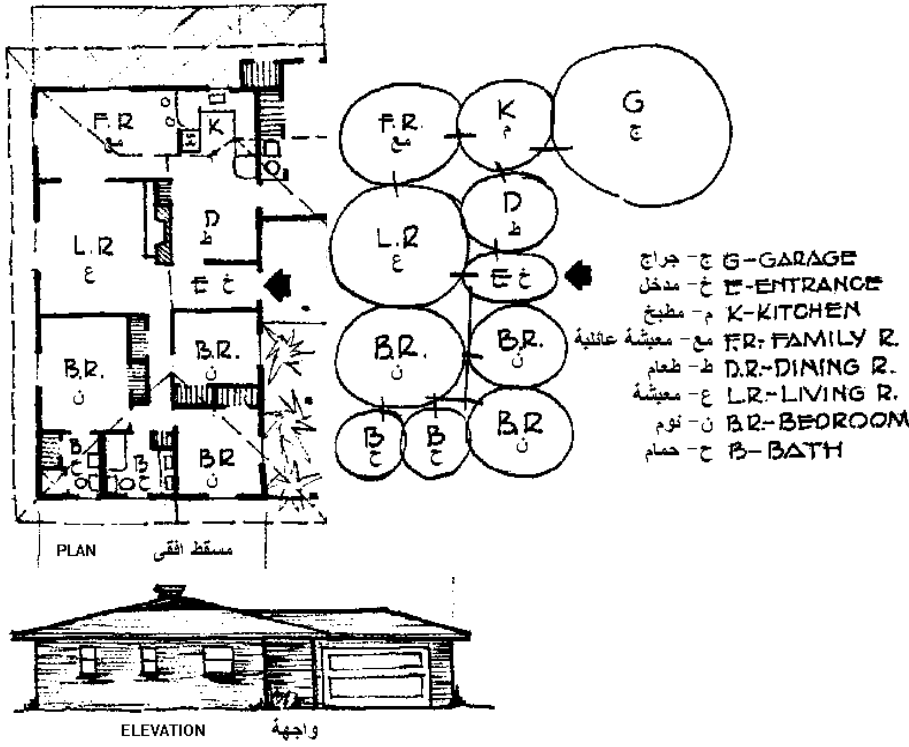 F.R
مع
K
L.R
ع
D
ط
E خ
B.R.
ن
B.R.
ن
B
ح
B
ح
B.R
ن
PLAN مسقط افقى
F.R.
مع
K
م
G
ج
L.R
ع
D
ط
E خ
B.R.
ن
B.R.
ن
B
ح
B
ح
B.R
ن
ج - جراج G-GARAGE
خ - مدخل E-ENTRANCE
م - مطبخ K-KITCHEN
مع - معيشة عائلية F.R.-FAMILY R.
ط - طعام D.R.-DINING R.
ع - معيشة L.R.-LIVING R.
ن - نوم B.R.-BEDROOM
ح - حمام B-BATH
ELEVATION واجهة